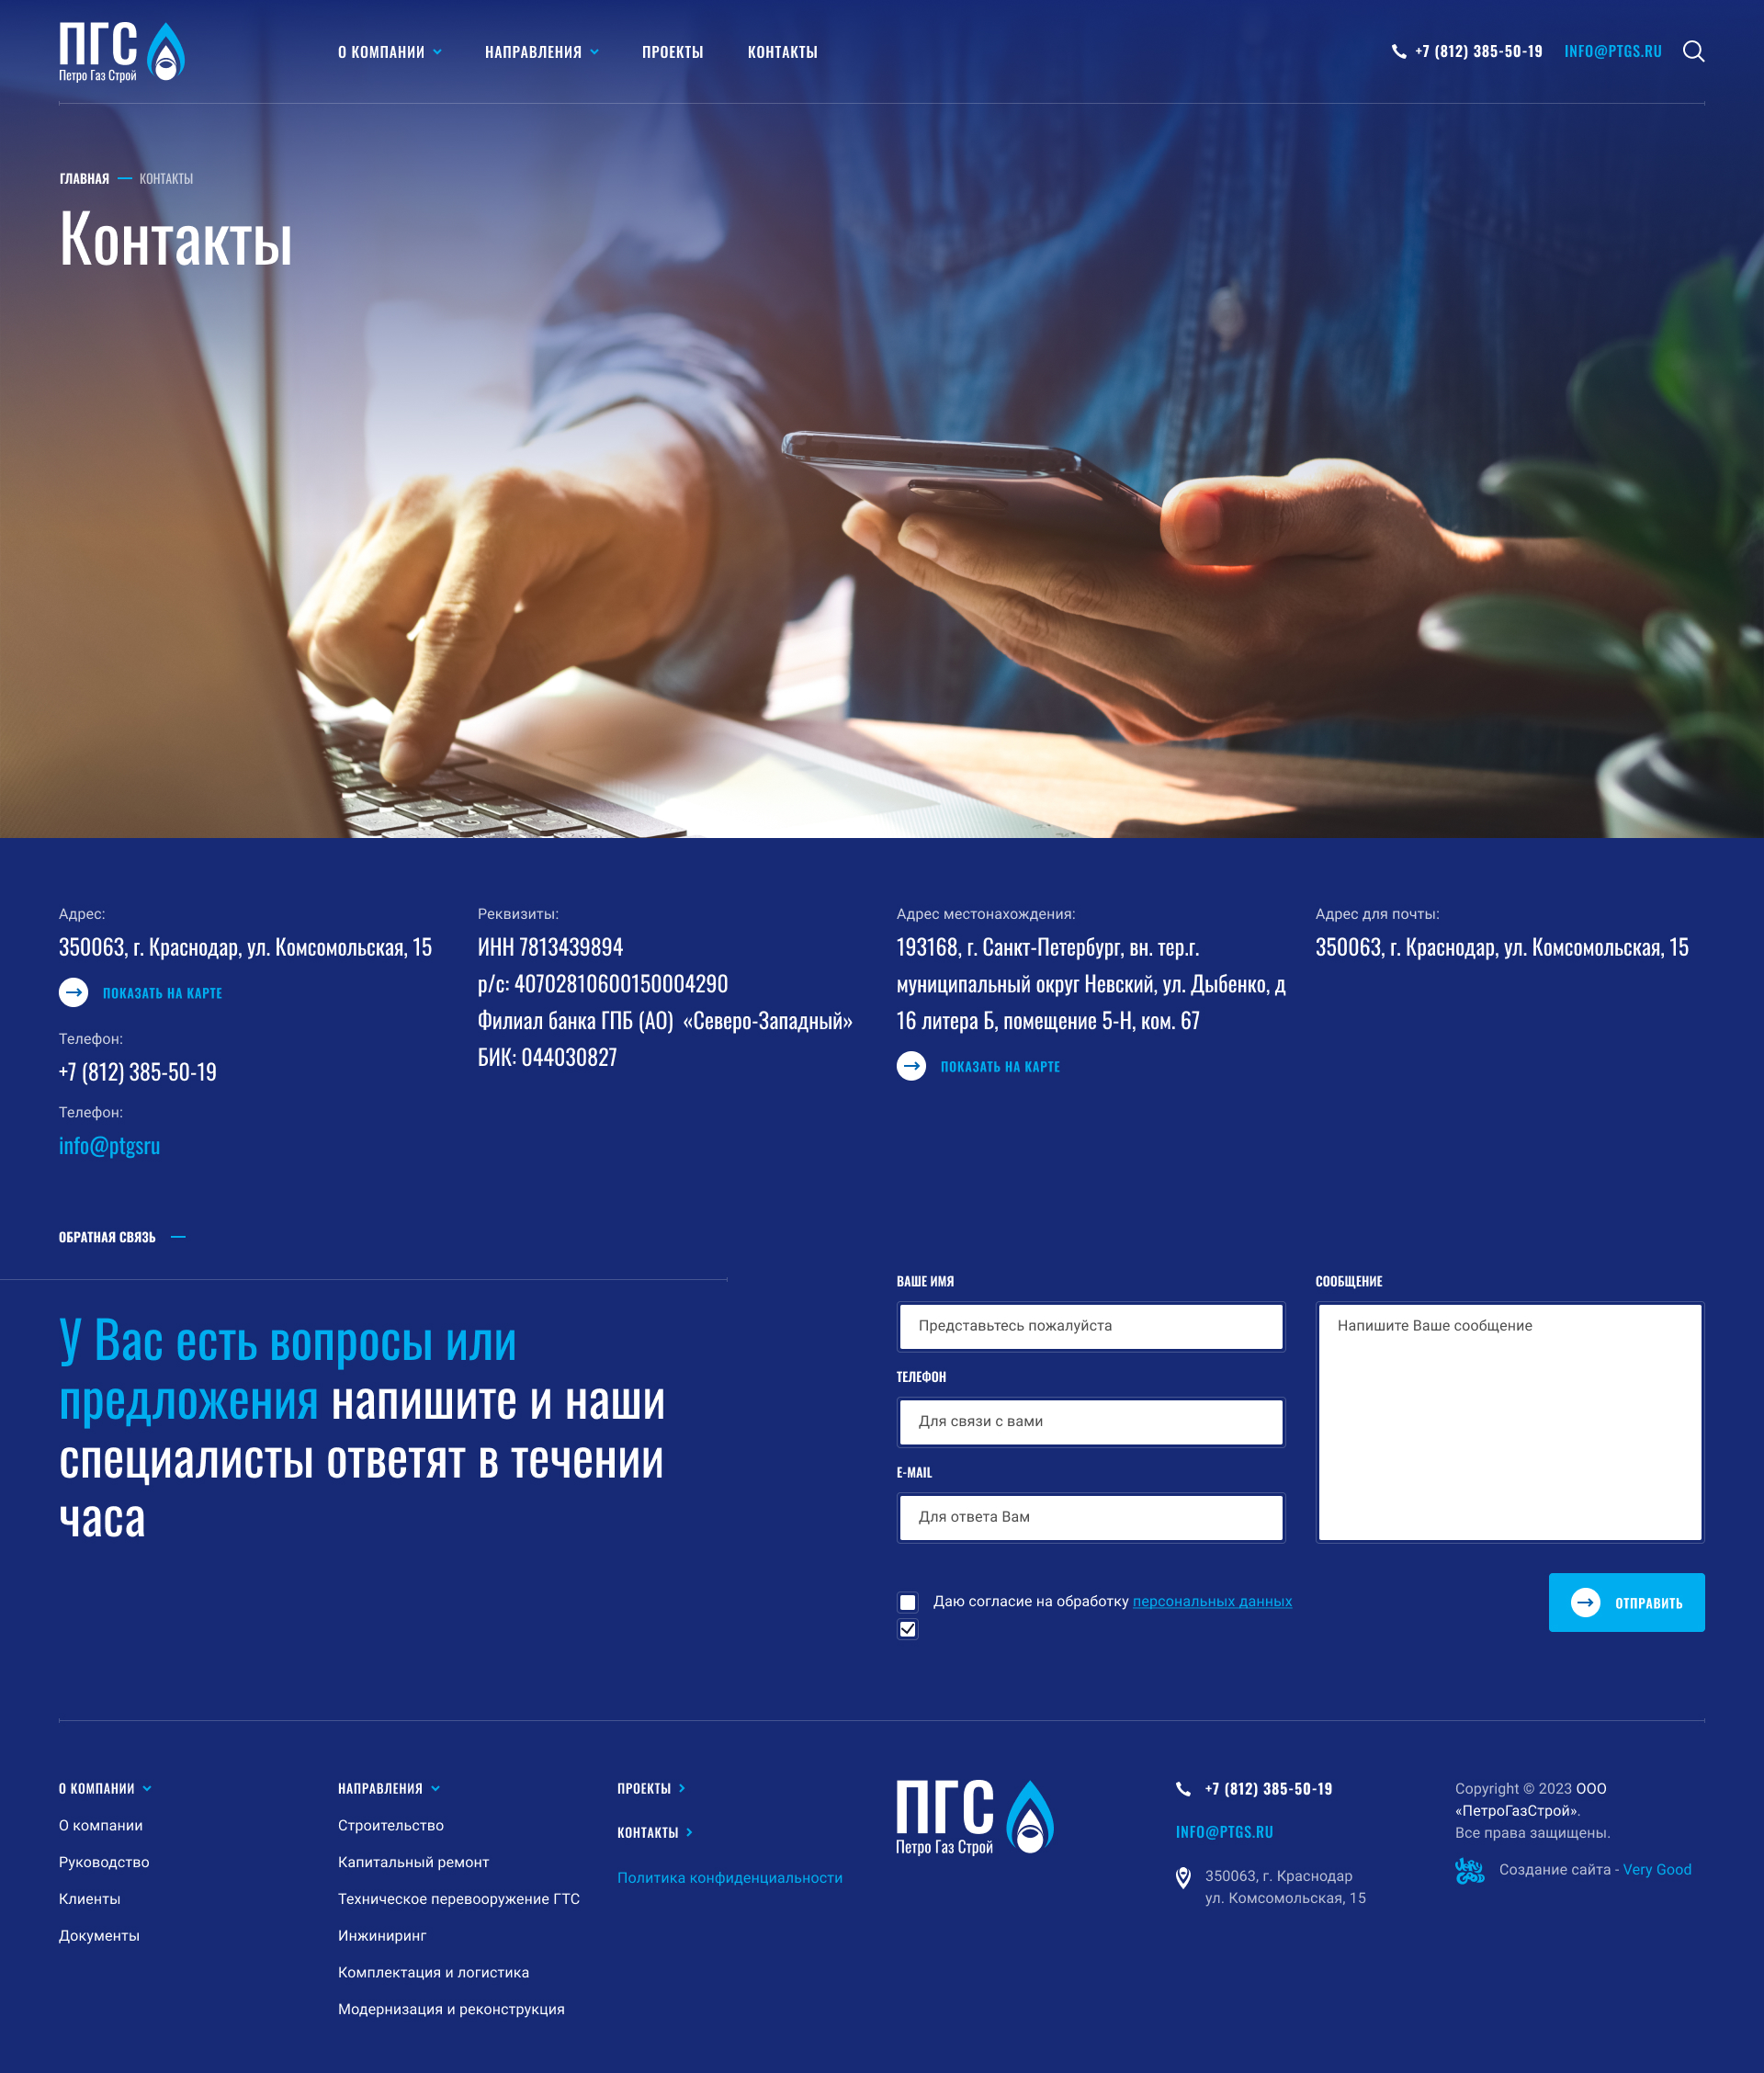 ПГС
Петро Газ Строй
О КОМПАНИИ
НАПРАВЛЕНИЯ
ПРОЕКТЫ
КОНТАКТЫ
+7 (812) 385-50-19
INFO@PTGS.RU
ГЛАВНАЯ — КОНТАКТЫ
Контакты
Адрес:
350063, г. Краснодар, ул. Комсомольская, 15
ПОКАЗАТЬ НА КАРТЕ
Телефон:
+7 (812) 385-50-19
Телефон:
info@ptgsru
Реквизиты:
ИНН 7813439894
р/с: 40702810600150004290
Филиал банка ГПБ (АО) «Северо-Западный»
БИК: 044030827
Адрес местонахождения:
193168, г. Санкт-Петербург, вн. тер.г.
муниципальный округ Невский, ул. Дыбенко, д
16 литера Б, помещение 5-Н, ком. 67
ПОКАЗАТЬ НА КАРТЕ
Адрес для почты:
350063, г. Краснодар, ул. Комсомольская, 15
ОБРАТНАЯ СВЯЗЬ —
У Вас есть вопросы или
предложения напишите и наши
специалисты ответят в течении
часа
ВАШЕ ИМЯ
Представьтесь пожалуйста
ТЕЛЕФОН
Для связи с вами
E-MAIL
Для ответа Вам
СООБЩЕНИЕ
Напишите Ваше сообщение
Даю согласие на обработку персональных данных
ОТПРАВИТЬ
О КОМПАНИИ
О компании
Руководство
Клиенты
Документы
НАПРАВЛЕНИЯ
Строительство
Капитальный ремонт
Техническое перевооружение ГТС
Инжиниринг
Комплектация и логистика
Модернизация и реконструкция
ПРОЕКТЫ
КОНТАКТЫ
Политика конфиденциальности
ПГС
Петро Газ Строй
+7 (812) 385-50-19
INFO@PTGS.RU
350063, г. Краснодар
ул. Комсомольская, 15
Copyright © 2023 ООО
«ПетроГазСтрой».
Все права защищены.
Very Good
Создание сайта - Very Good